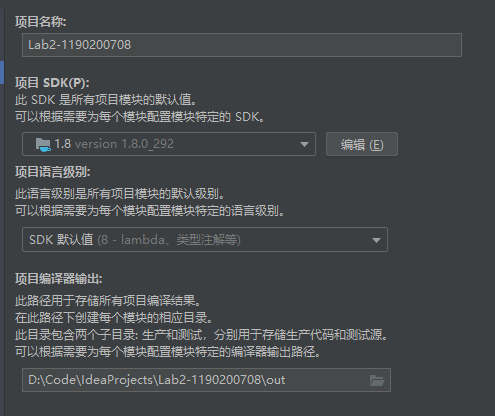 项目名称:
Lab2-1190200708
项目 SDK(P):
此 SDK 是所有项目模块的默认值。
可以根据需要为每个模块配置模块特定的 SDK。
1.8 version 1.8.0_292
编辑 (E)
项目语言级别:
此语言级别是所有项目模块的默认级别。
可以根据需要为每个模块配置模块特定的语言级别。
SDK 默认值 (8 - lambda、类型注解等)
项目编译器输出:
此路径用于存储所有项目编译结果。
在此路径下创建每个模块的相应目录。
此目录包含两个子目录: 生产和测试，分别用于存储生产代码和测试源。
可以根据需要为每个模块配置模块特定的编译器输出路径。
D:\Code\IdeaProjects\Lab2-1190200708\out